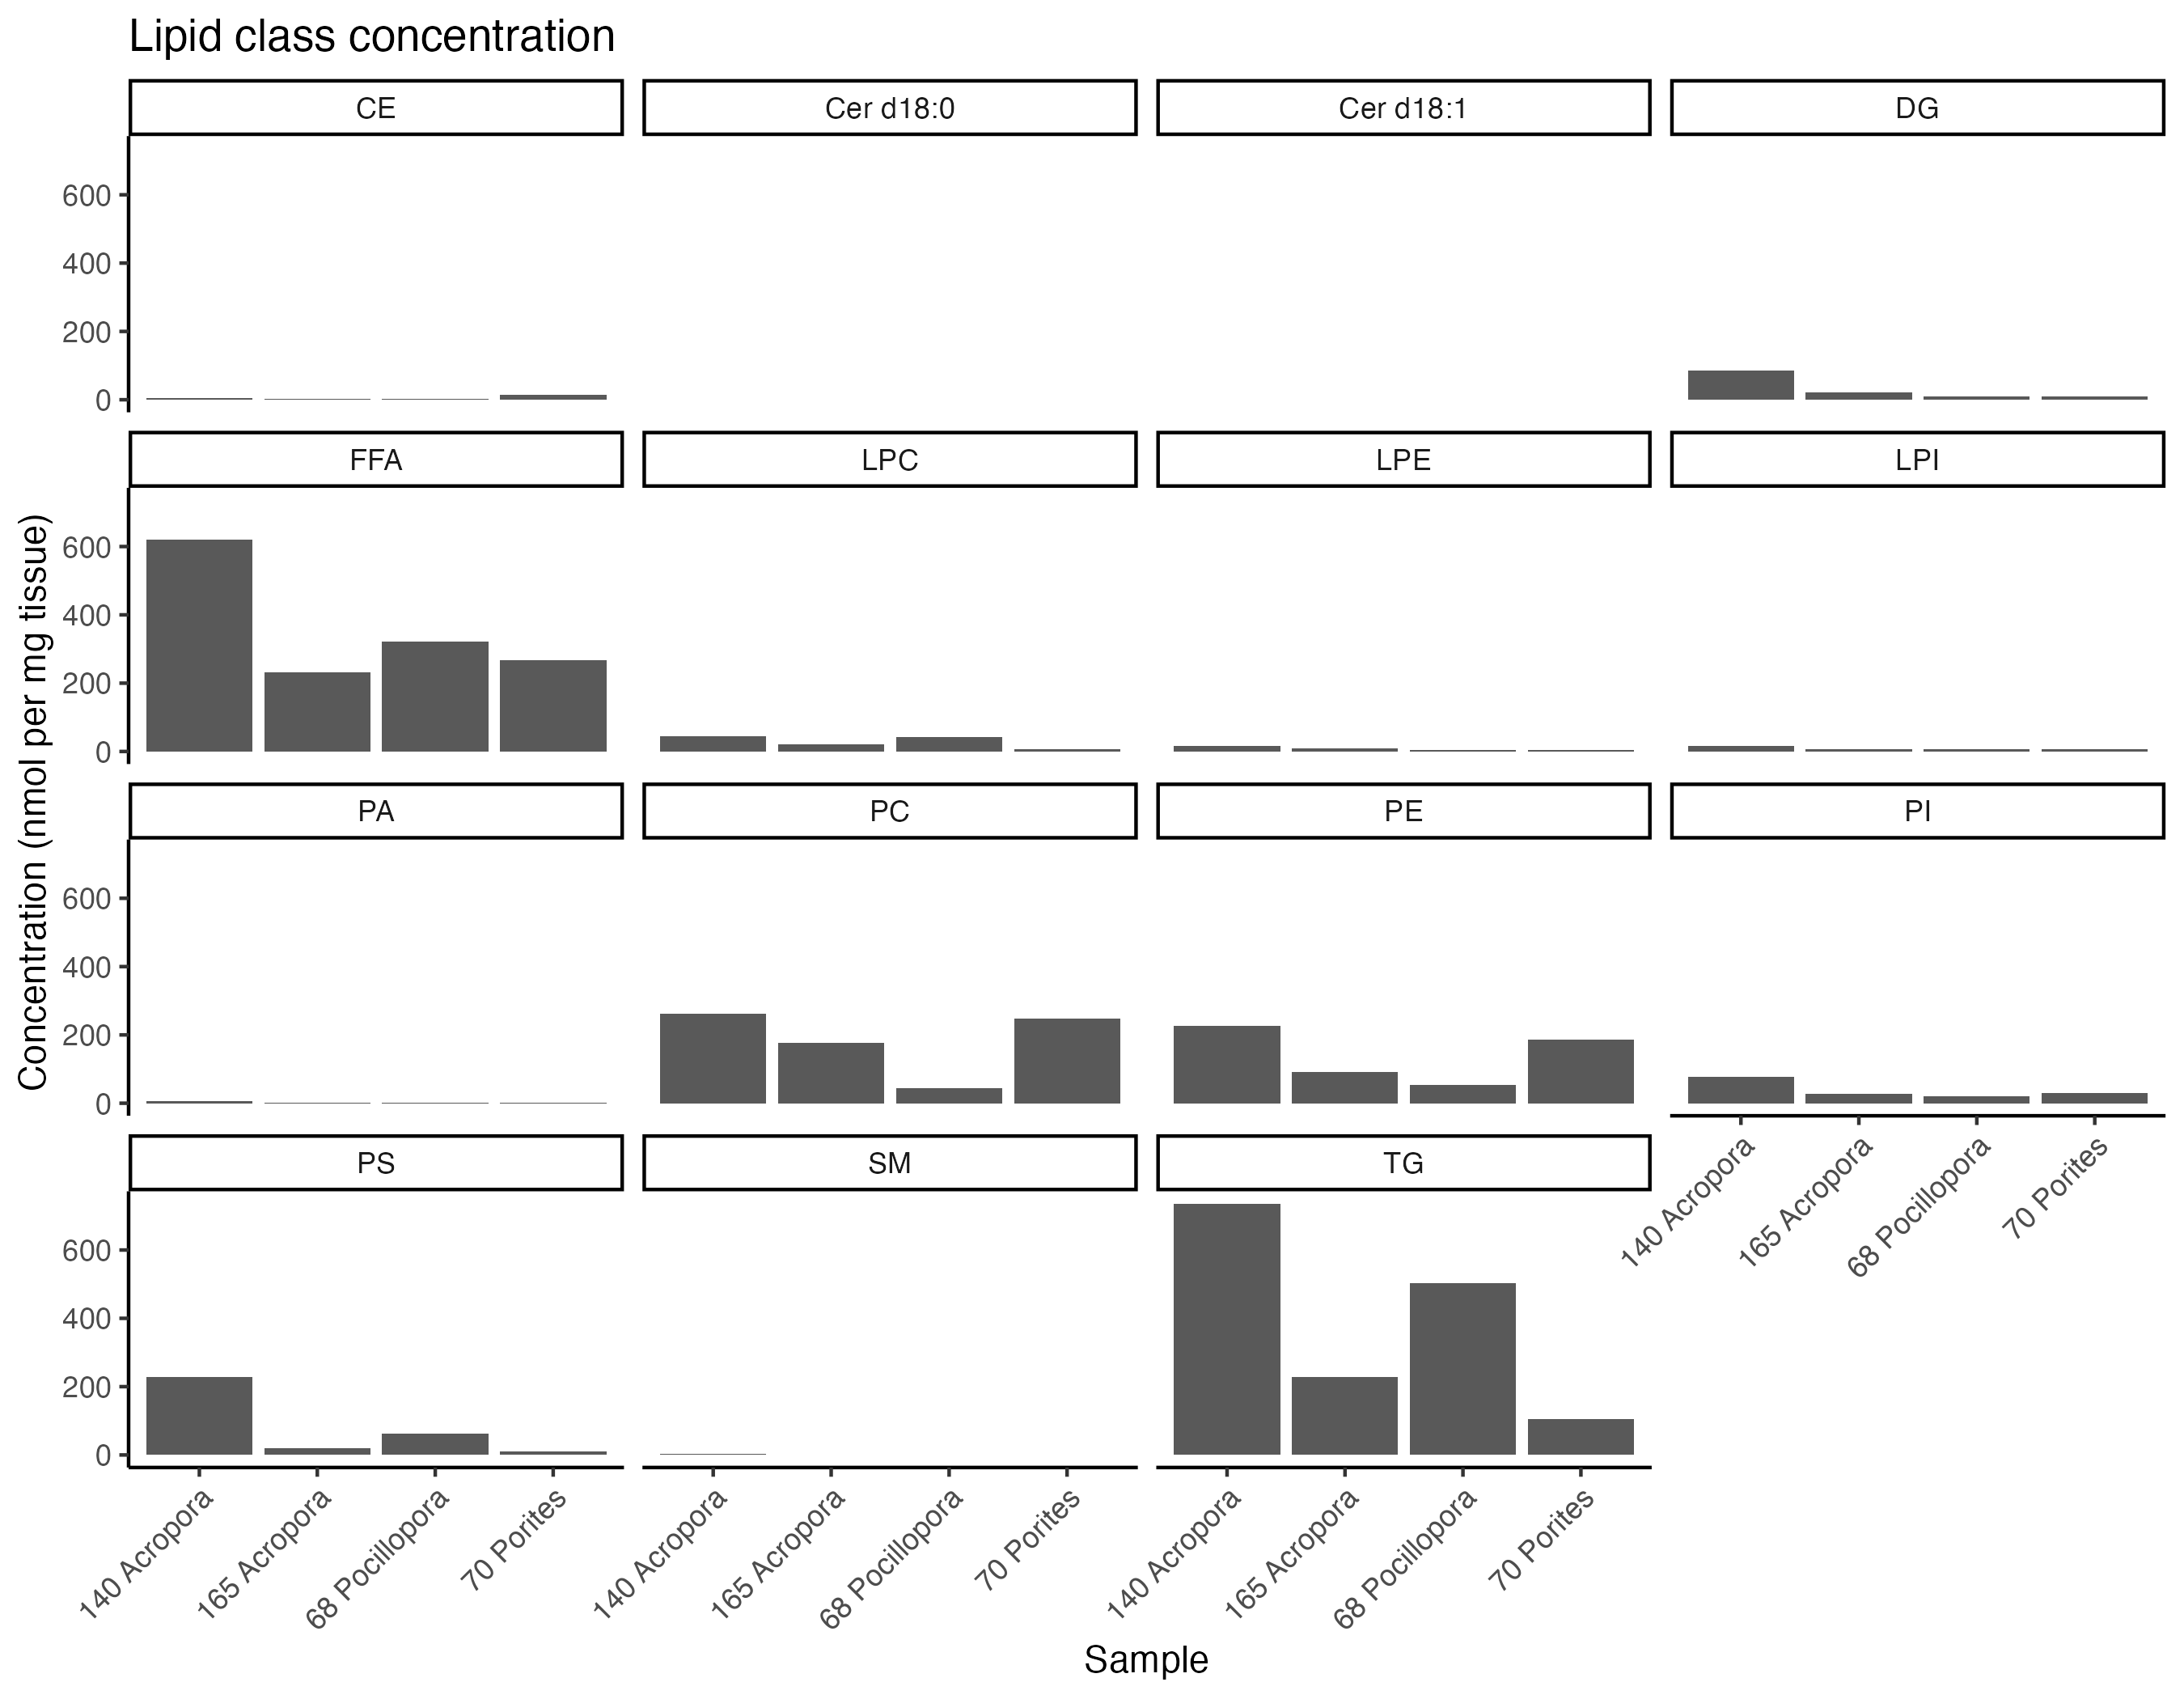 Lipid class concentration
CE
Cer d18:0
Cer d18:1
DG
600
400
200
0
FFA
LPC
LPE
LPI
600
400
200
0
PA
PC
PE
PI
600
400
200
0
140 Acropora
165 Acropora
68 Pocillopora
70 Porites
PS
SM
TG
600
400
200
0
140 Acropora
165 Acropora
68 Pocillopora
70 Porites
140 Acropora
165 Acropora
68 Pocillopora
70 Porites
140 Acropora
165 Acropora
68 Pocillopora
70 Porites
Concentration (nmol per mg tissue)
Sample